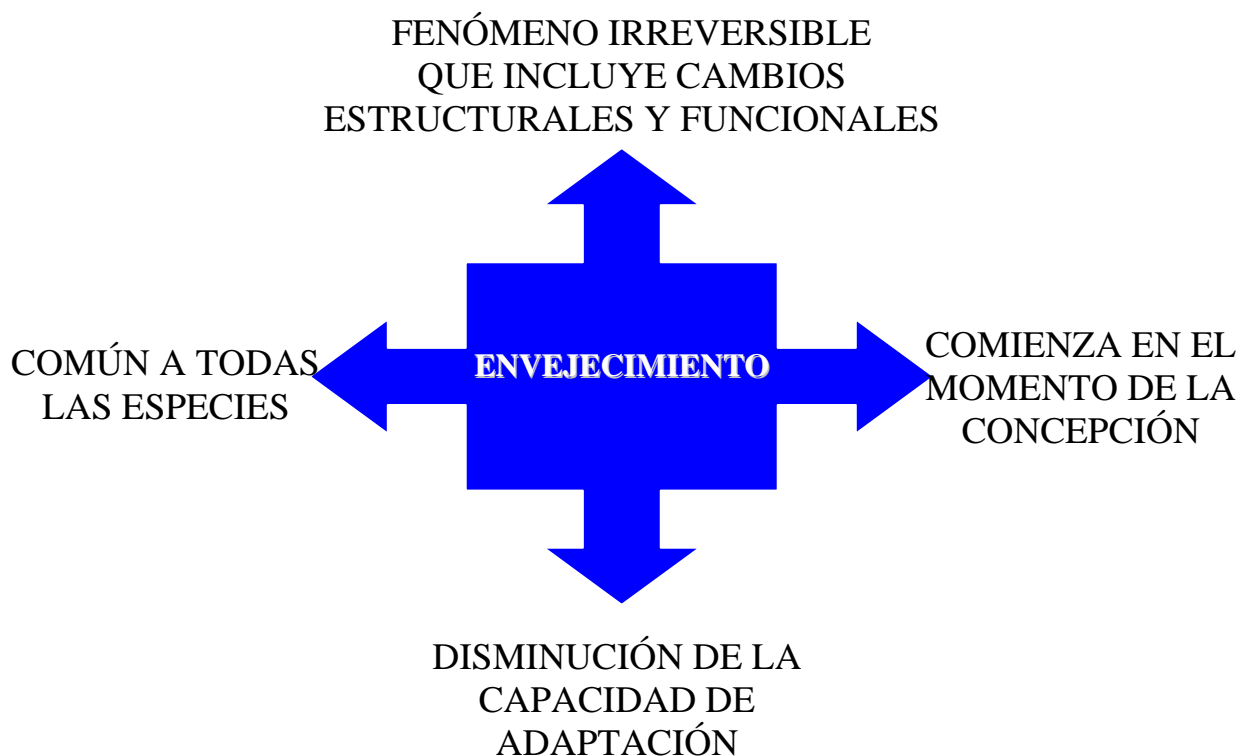 FENÓMENO IRREVERSIBLE
QUE INCLUYE CAMBIOS
ESTRUCTURALES Y FUNCIONALES
COMÚN A TODAS
LAS ESPECIES
ENVEJECIMIENTO
COMIENZA EN EL
MOMENTO DE LA
CONCEPCIÓN
DISMINUCIÓN DE LA
CAPACIDAD DE
ADAPTACIÓN